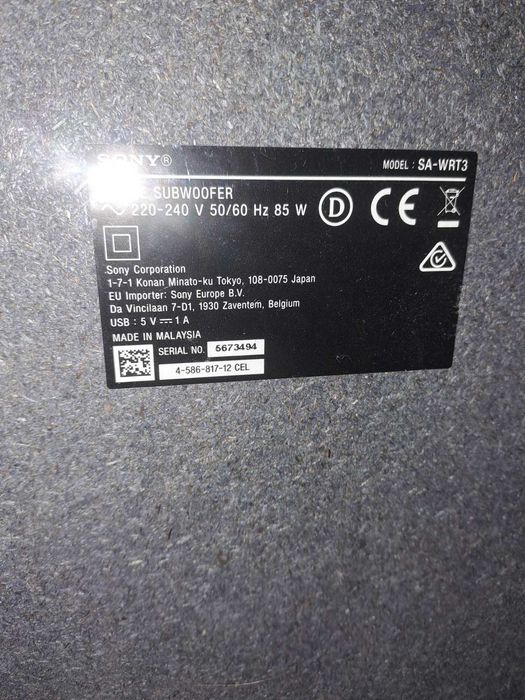 SONY®
MODEL : SA-WRT3
SUBWOOFER
220-240 V 50/60 Hz 85 W
D
CE
Sony Corporation
1-7-1 Konan Minato-ku Tokyo, 108-0075 Japan
EU Importer: Sony Europe B.V.
Da Vincilaan 7-D1, 1930 Zaventem, Belgium
USB : 5 V ⎓ 1 A
MADE IN MALAYSIA
SERIAL NO. 5673494
4-586-817-12 CEL